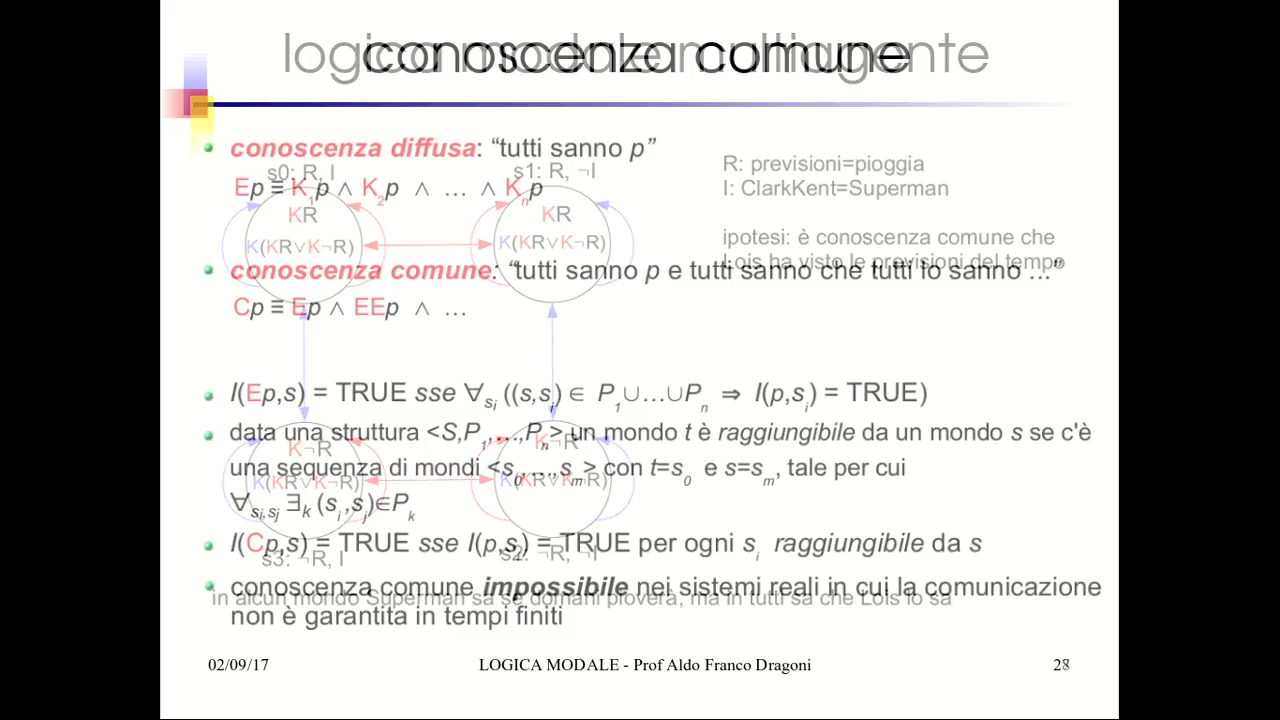 logica modale multiagente
conoscenza comune
conoscenza diffusa: “tutti sanno p”
s0: R, I
s1: R, ¬I
R: previsioni=pioggia
Ep ≡ K1p ∧ K2p ∧ … ∧ Knp
I: ClarkKent=Superman
KR
KR
K(KR∨K¬R)
K(KR∨K¬R)
ipotesi: è conoscenza comune che
Lois ha visto le previsioni del tempo
conoscenza comune: “tutti sanno p e tutti sanno che tutti lo sanno ...”
Cp ≡ Ep ∧ EEp ∧ …
I(Ep,s) = TRUE sse ∀si ((s,si) ∈ P1∪…∪Pn ⇒ I(p,si) = TRUE)
data una struttura <S,P1,…,Pn> un mondo t è raggiungibile da un mondo s se c'è
K¬R
K¬R
una sequenza di mondi <s0,…,sm> con t=s0 e s=sm, tale per cui
K(KR∨K¬R)
K(KR∨K¬R)
∀si,sj ∃k (si,sj)∈Pk
I(Cp,s) = TRUE sse I(p,si) = TRUE per ogni si raggiungibile da s
s3: ¬R, I
s2: ¬R, ¬I
conoscenza comune impossibile nei sistemi reali in cui la comunicazione
non è garantita in tempi finiti
in alcun mondo Superman sa se domani pioverà, ma in tutti sa che Lois lo sa
02/09/17 LOGICA MODALE - Prof Aldo Franco Dragoni